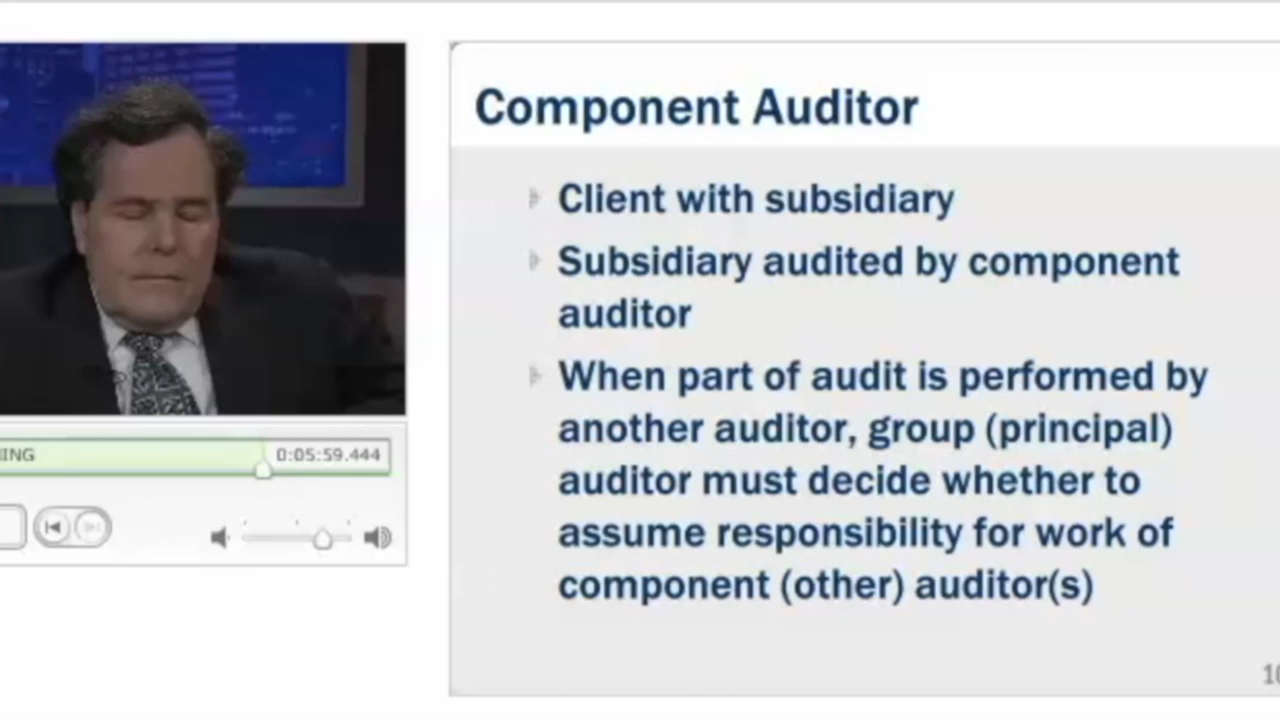 Component Auditor
Client with subsidiary
Subsidiary audited by component
auditor
When part of audit is performed by
another auditor, group (principal)
auditor must decide whether to
assume responsibility for work of
component (other) auditor(s)
ING 0:05:59.444
10